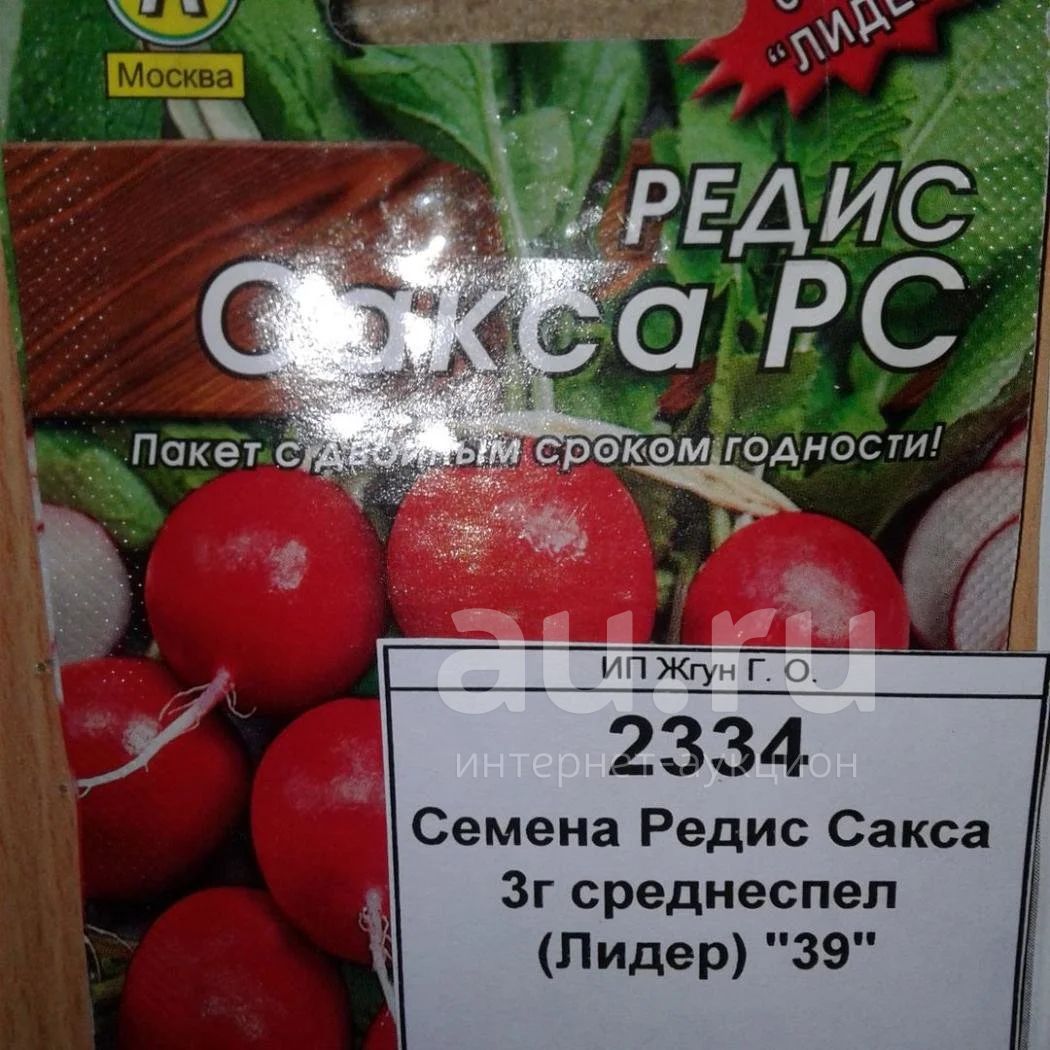 Москва
"ЛИДЕ
РЕДИС
Сакса РС
Пакет с двойным сроком годности!
au.ru
интернет-аукцион
ИП Жгун Г. О.
2334
Семена Редис Сакса
3г среднеспел
(Лидер) "39"